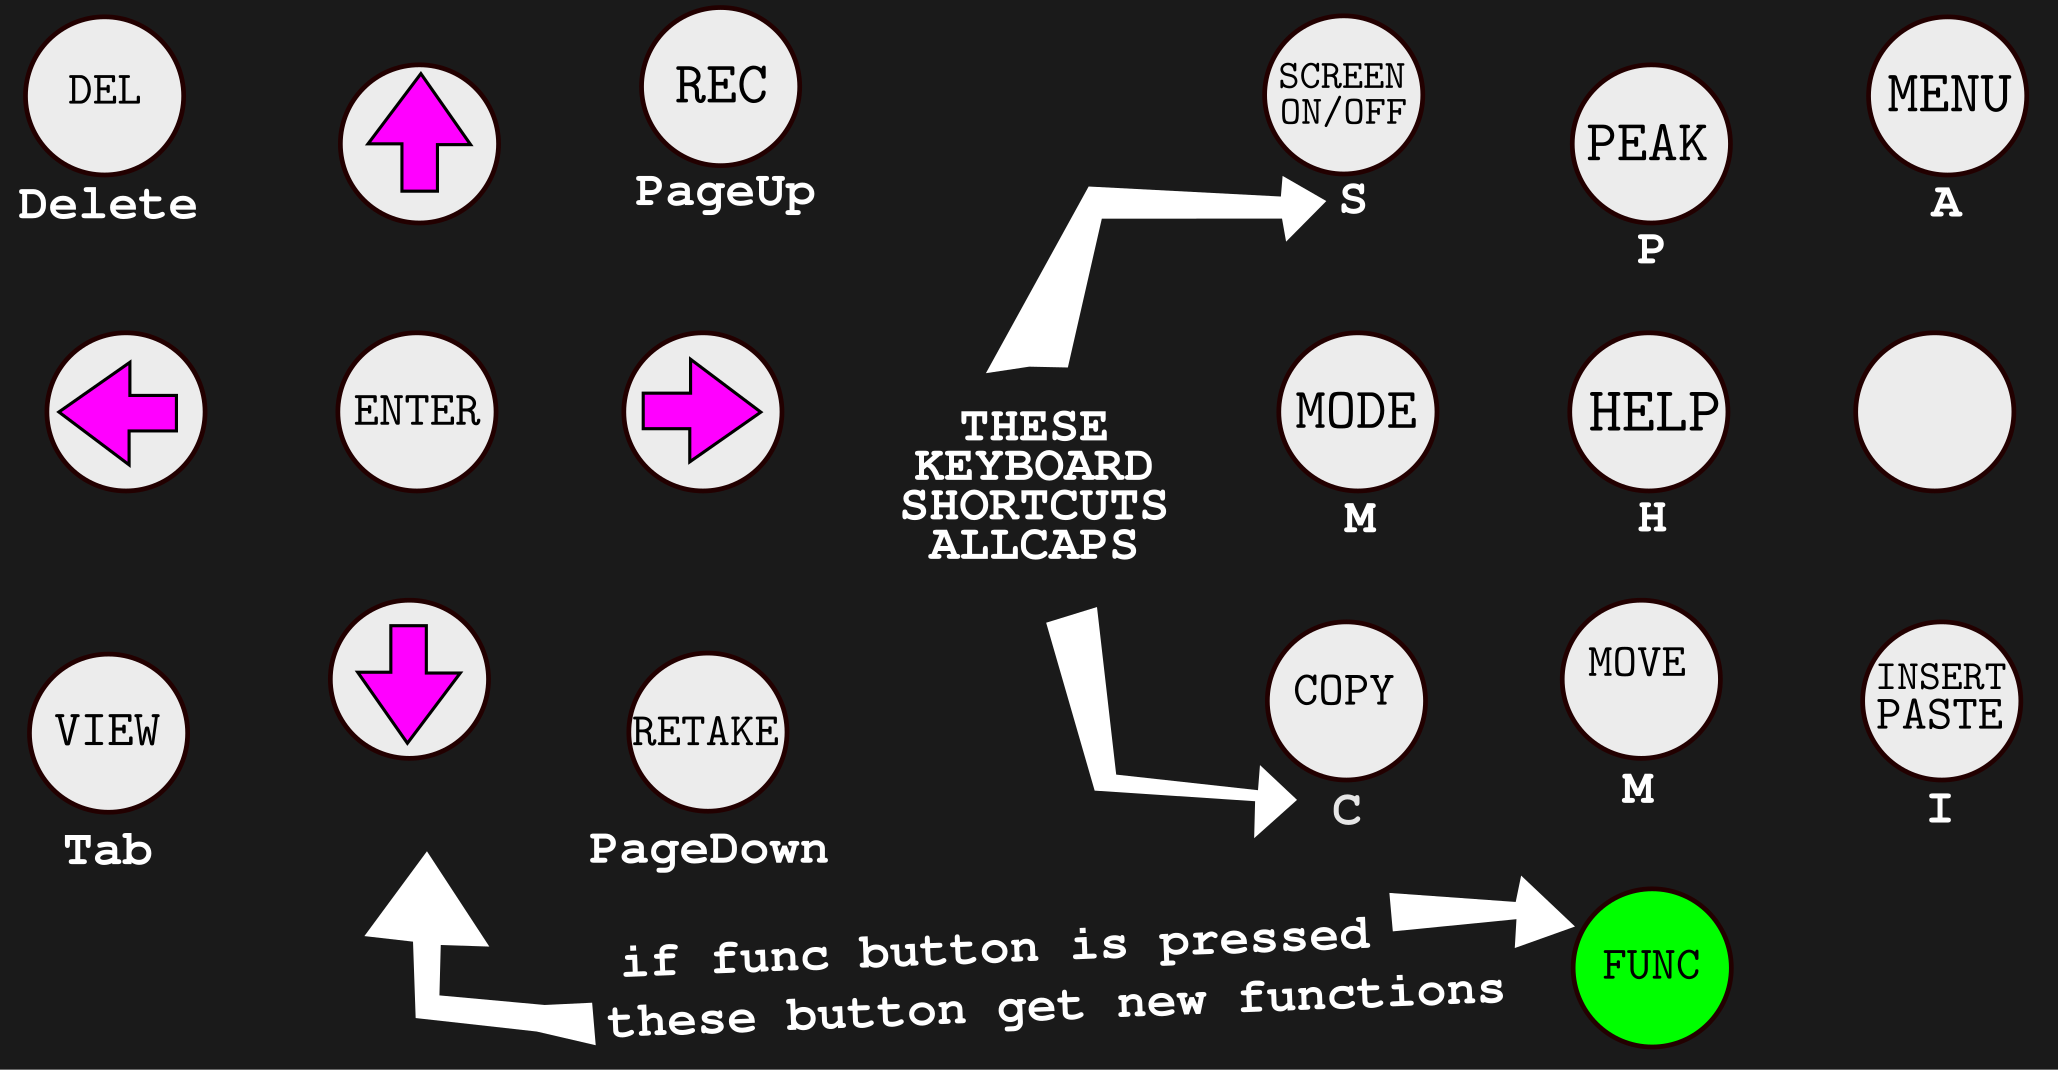 DEL
Delete
REC
PageUp
SCREEN
ON/OFF
S
PEAK
P
MENU
A
ENTER
THESE
KEYBOARD
SHORTCUTS
ALLCAPS
MODE
M
HELP
H
VIEW
Tab
RETAKE
PageDown
COPY
C
MOVE
M
INSERT
PASTE
I
if func button is pressed
these button get new functions
FUNC